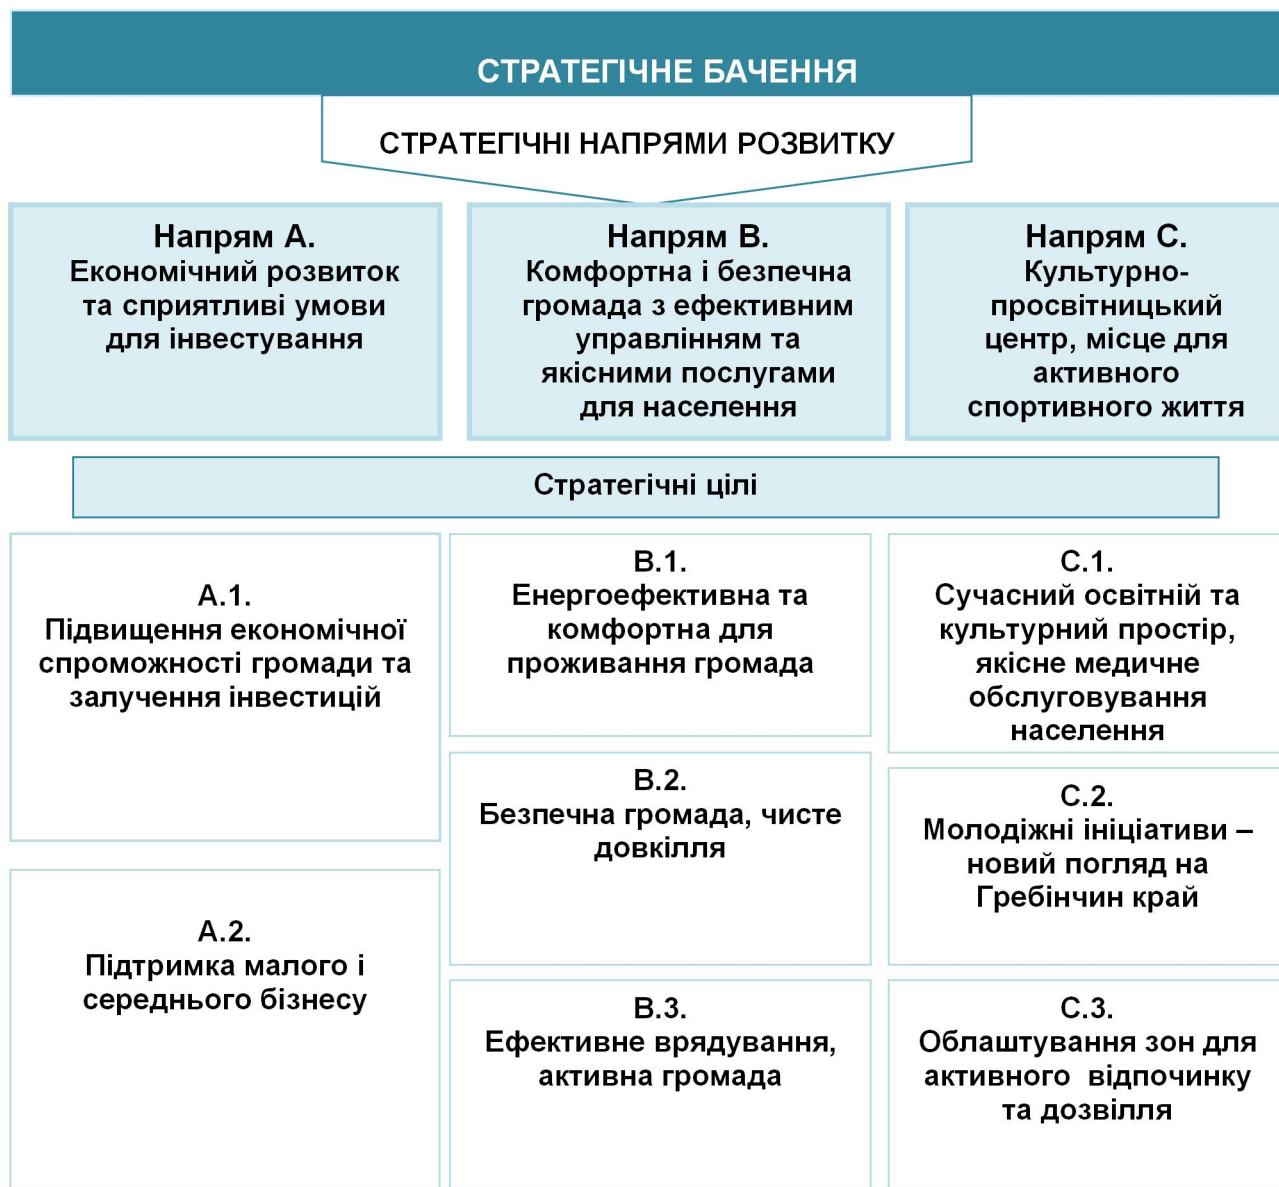 СТРАТЕГІЧНЕ БАЧЕННЯ
СТРАТЕГІЧНІ НАПРЯМИ РОЗВИТКУ
Напрям А.
Економічний розвиток
та сприятливі умови
для інвестування
Напрям В.
Комфортна і безпечна
громада з ефективним
управлінням та
якісними послугами
для населення
Напрям С.
Культурно-
просвітницький
центр, місце для
активного
спортивного життя
Стратегічні цілі
А.1.
Підвищення економічної
спроможності громади та
залучення інвестицій
А.2.
Підтримка малого і
середнього бізнесу
В.1.
Енергоефективна та
комфортна для
проживання громада
В.2.
Безпечна громада, чисте
довкілля
В.3.
Ефективне врядування,
активна громада
С.1.
Сучасний освітній та
культурний простір,
якісне медичне
обслуговування
населення
С.2.
Молодіжні ініціативи –
новий погляд на
Гребінчин край
С.3.
Облаштування зон для
активного  відпочинку
та дозвілля